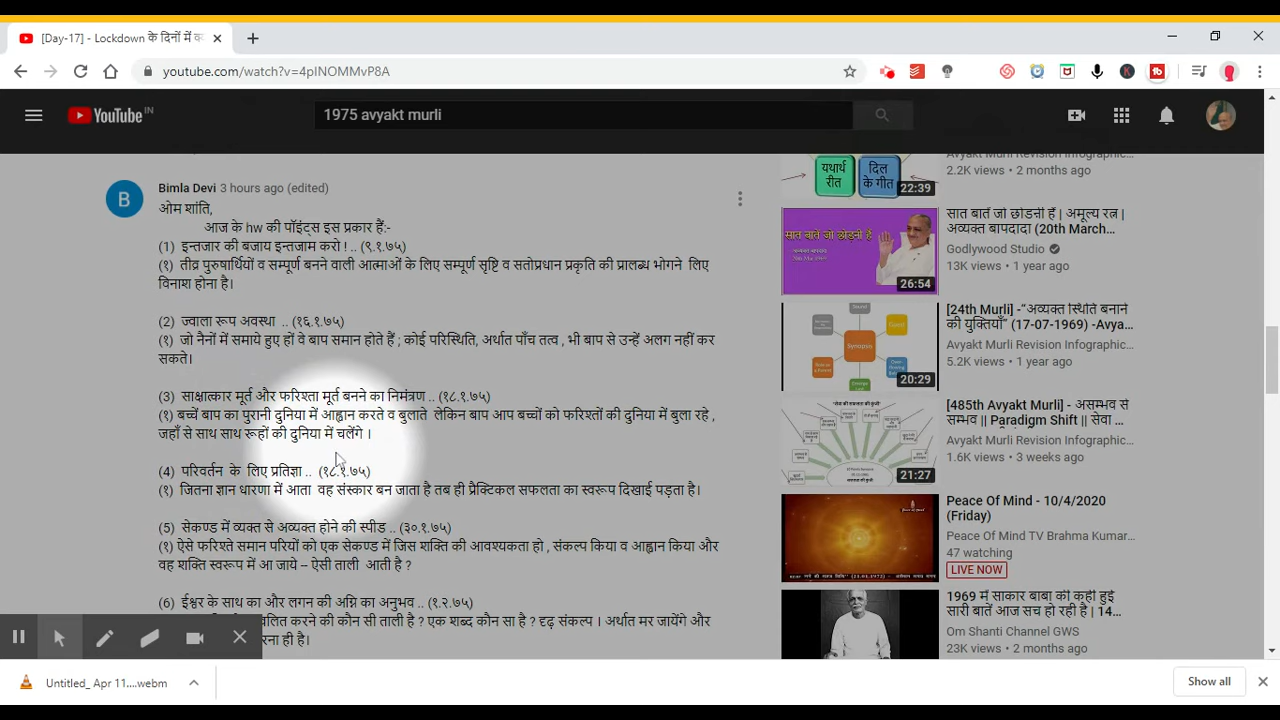 [Day-17] - Lockdown के दिनों में क
youtube.com/watch?v=4pINOMMvP8A
YouTube IN
1975 avyakt murli
B
Bimla Devi 3 hours ago (edited)
ओम शांति,
आज के hw की पॉइंट्स इस प्रकार हैं:-
(1) इन्तजार की बजाय इन्तजाम करो ! .. (९.१.७५)
(१) तीव्र पुरुषार्थियों व सम्पूर्ण बनने वाली आत्माओं के लिए सम्पूर्ण सृष्टि व सतोप्रधान प्रकृति की प्रालब्ध भोगने लिए
विनाश होना है।
(2) ज्वाला रूप अवस्था .. (१६.१.७५)
(१) जो नैनों में समाये हुए हों वे बाप समान होते हैं ; कोई परिस्थिति, अर्थात पाँच तत्व , भी बाप से उन्हें अलग नहीं कर
सकते।
(3) साक्षात्कार मूर्त और फरिश्ता मूर्त बनने का निमंत्रण .. (१८.१.७५)
(१) बच्चें बाप का पुरानी दुनिया में आह्वान करते व बुलाते लेकिन बाप आप बच्चों को फरिश्तों की दुनिया में बुला रहे ,
जहाँ से साथ साथ रूहों की दुनिया में चलेंगे ।
(4) परिवर्तन के लिए प्रतिज्ञा .. (१८.१.७५)
(१) जितना ज्ञान धारणा में आता वह संस्कार बन जाता है तब ही प्रैक्टिकल सफलता का स्वरूप दिखाई पड़ता है।
(5) सेकण्ड में व्यक्त से अव्यक्त होने की स्पीड .. (३०.१.७५)
(१) ऐसे फरिश्ते समान परियों को एक सेकण्ड में जिस शक्ति की आवश्यकता हो , संकल्प किया व आह्वान किया और
वह शक्ति स्वरूप में आ जाये – ऐसी ताली आती है ?
(6) ईश्वर के साथ का और लगन की अग्नि का अनुभव .. (१.२.७५)
लित करने की कौन सी ताली है ? एक शब्द कौन सा है ? दृढ़ संकल्प । अर्थात मर जायेंगे और
रना ही है।
यथार्थ रीत
दिल के गीत
22:39
Avyakt Murli Revision Infographic...
2.2K views • 2 months ago
सात बातें जो छोडनी हैं
26:54
सात बातें जो छोडनी हैं | अमूल्य रत्न |
अव्यक्त बापदादा (20th March...
Godlywood Studio
13K views • 1 year ago
Synopsis
20:29
[24th Murli] -"अव्यक्त स्थिति बनाने
की युक्तियाँ" (17-07-1969) -Avya...
Avyakt Murli Revision Infographic...
5.2K views • 1 year ago
21:27
[485th Avyakt Murli] - असम्भव से
सम्भव || Paradigm Shift || सेवा ...
Avyakt Murli Revision Infographic...
1.6K views • 3 weeks ago
Peace Of Mind - 10/4/2020
(Friday)
Peace Of Mind TV Brahma Kumar...
47 watching
LIVE NOW
1969 में साकार बाबा की कही हुई
सारी बातें आज सच हो रही है | 14...
Om Shanti Channel GWS
23K views • 2 months ago
Untitled_ Apr 11....webm
Show all